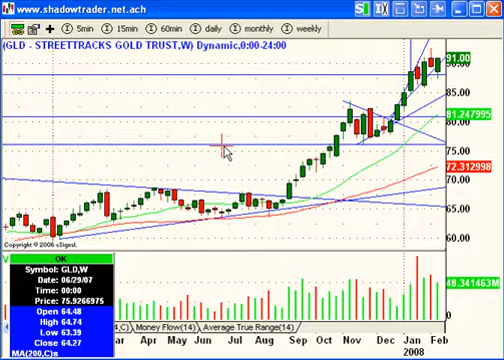 www.shadowtrader.net.ach
5min 15min 60min daily monthly weekly
(GLD - STREETTRACKS GOLD TRUST,W) Dynamic,0:00-24:00
91.00
90.00
85.00
81.247995
80.00
75.00
72.312998
70.00
65.00
60.00
Copyright © 2006 eSignal.
OK
Symbol: GLD,W
Date: 06/29/07
Time: 00:00
Price: 75.9266975
Open 64.48
High 64.74
Low 63.39
Close 64.27
MA(200,C)s
48.341463M
,C) Money Flow(14) Average True Range(14)
Mar Apr May Jun Jul Aug Sep Oct Nov Dec Jan Feb
2008